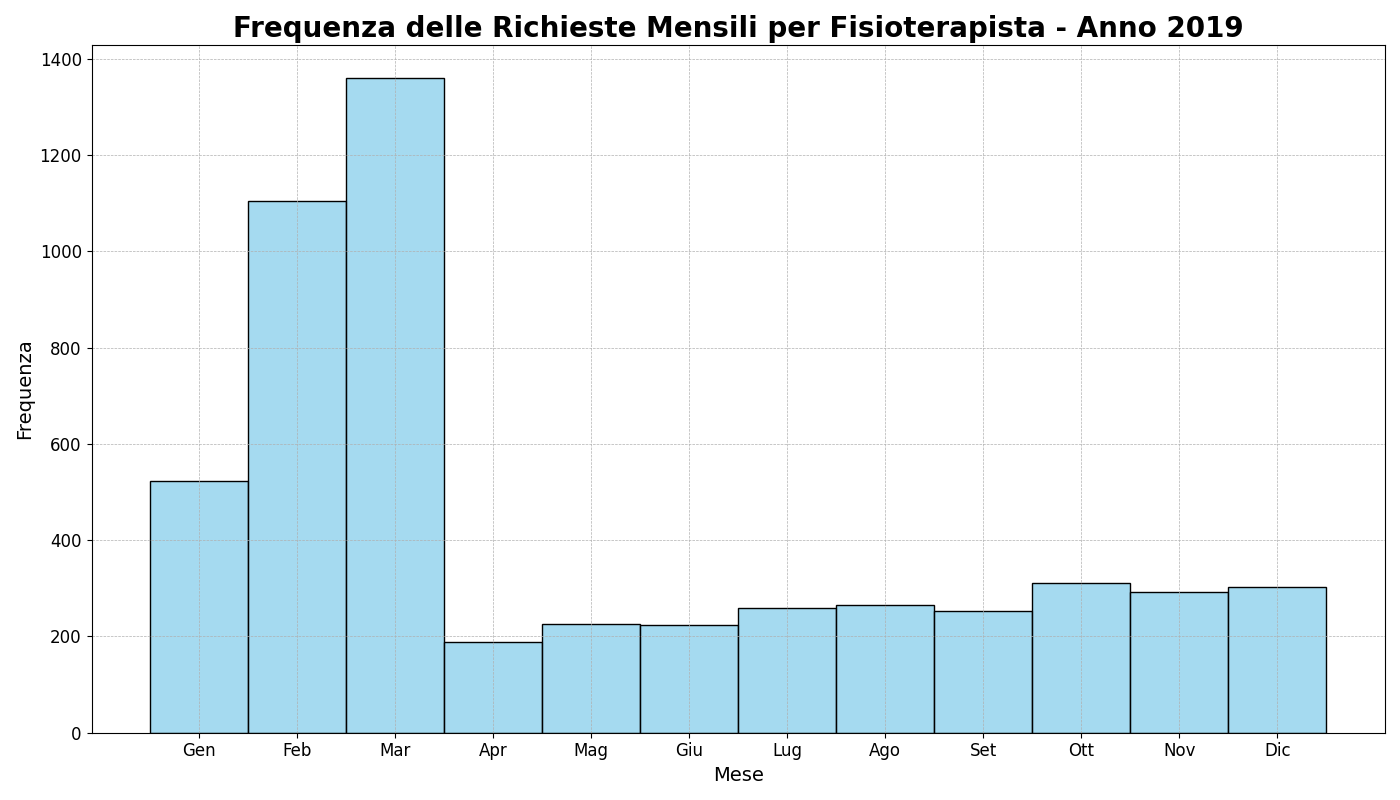 Frequenza delle Richieste Mensili per Fisioterapista - Anno 2019
1400
1200
1000
800
600
400
200
0
Frequenza
Gen Feb Mar Apr Mag Giu Lug Ago Set Ott Nov Dic
Mese